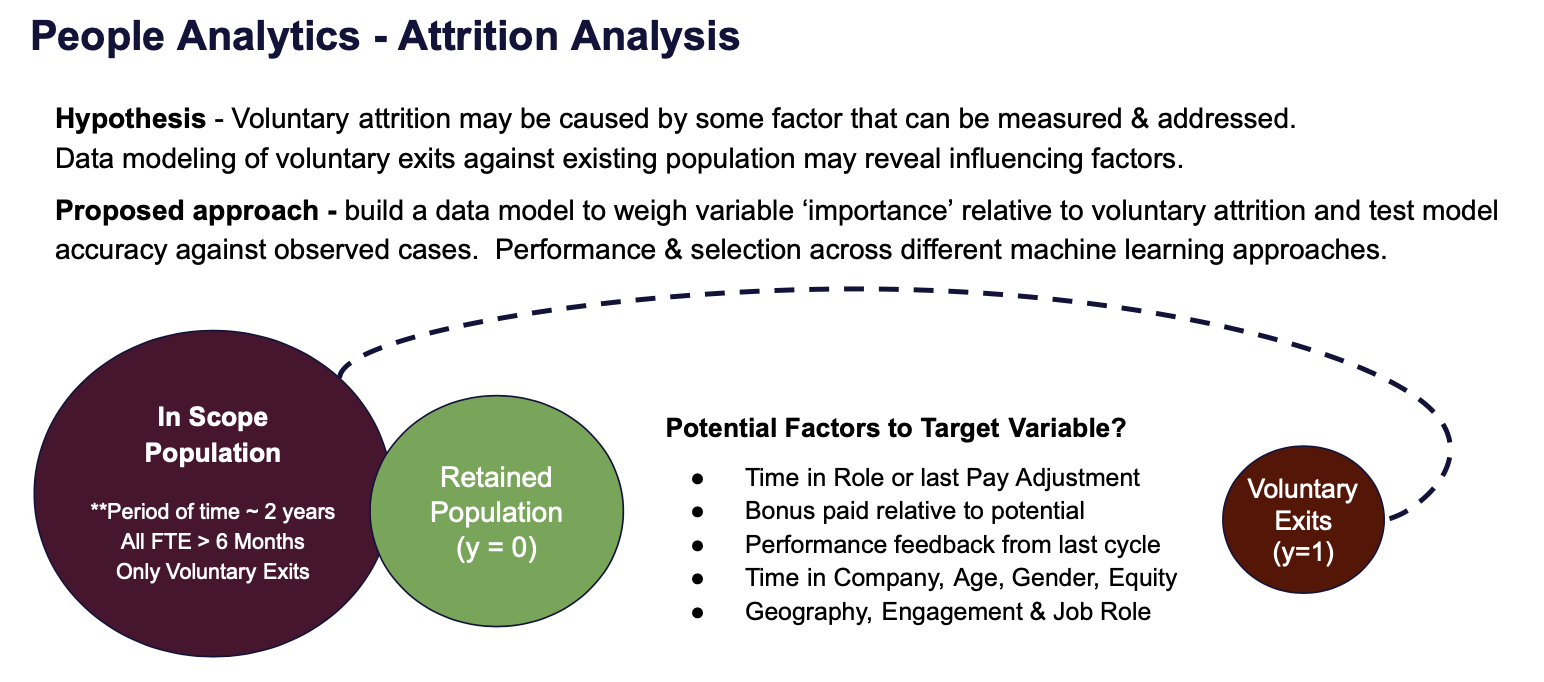 People Analytics - Attrition Analysis
Hypothesis - Voluntary attrition may be caused by some factor that can be measured & addressed.
Data modeling of voluntary exits against existing population may reveal influencing factors.
Proposed approach - build a data model to weigh variable ‘importance’ relative to voluntary attrition and test model
accuracy against observed cases.  Performance & selection across different machine learning approaches.
In Scope
Population
**Period of time ~ 2 years
All FTE > 6 Months
Only Voluntary Exits
Retained
Population
(y = 0)
Potential Factors to Target Variable?
● Time in Role or last Pay Adjustment
● Bonus paid relative to potential
● Performance feedback from last cycle
● Time in Company, Age, Gender, Equity
● Geography, Engagement & Job Role
Voluntary
Exits
(y=1)